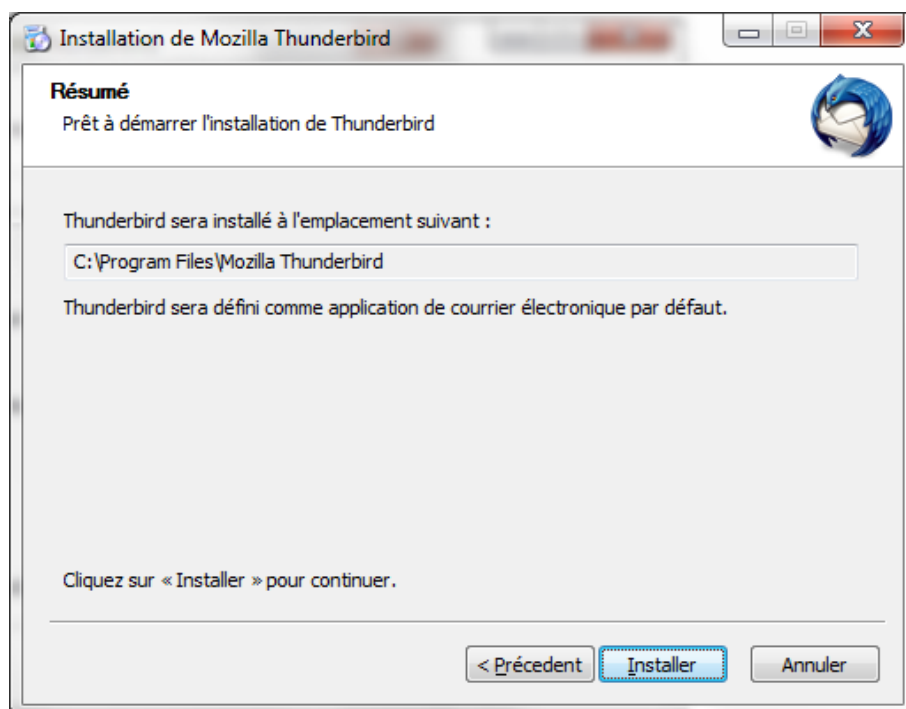 Installation de Mozilla Thunderbird
Résumé
Prêt à démarrer l'installation de Thunderbird
Thunderbird sera installé à l'emplacement suivant :
C:\Program Files\Mozilla Thunderbird
Thunderbird sera défini comme application de courrier électronique par défaut.
Cliquez sur « Installer » pour continuer.
< Précedent Installer Annuler